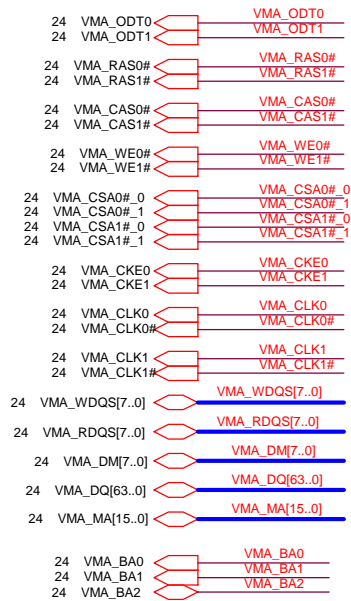 24 VMA_ODT0 VMA_ODT0
24 VMA_ODT1 VMA_ODT1
24 VMA_RAS0# VMA_RAS0#
24 VMA_RAS1# VMA_RAS1#
24 VMA_CAS0# VMA_CAS0#
24 VMA_CAS1# VMA_CAS1#
24 VMA_WE0# VMA_WE0#
24 VMA_WE1# VMA_WE1#
24 VMA_CSA0#_0 VMA_CSA0#_0
24 VMA_CSA0#_1 VMA_CSA0#_1
24 VMA_CSA1#_0 VMA_CSA1#_0
24 VMA_CSA1#_1 VMA_CSA1#_1
24 VMA_CKE0 VMA_CKE0
24 VMA_CKE1 VMA_CKE1
24 VMA_CLK0 VMA_CLK0
24 VMA_CLK0# VMA_CLK0#
24 VMA_CLK1 VMA_CLK1
24 VMA_CLK1# VMA_CLK1#
24 VMA_WDQS[7..0] VMA_WDQS[7..0]
24 VMA_RDQS[7..0] VMA_RDQS[7..0]
24 VMA_DM[7..0] VMA_DM[7..0]
24 VMA_DQ[63..0] VMA_DQ[63..0]
24 VMA_MA[15..0] VMA_MA[15..0]
24 VMA_BA0 VMA_BA0
24 VMA_BA1 VMA_BA1
24 VMA_BA2 VMA_BA2